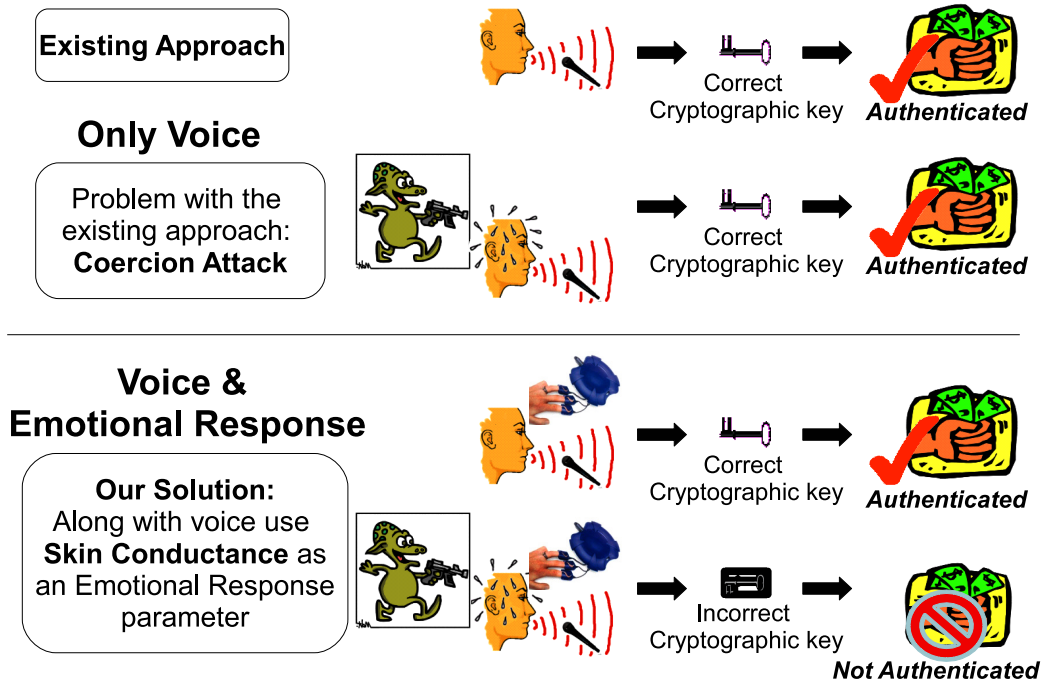 Existing Approach
Correct
Cryptographic key
Authenticated
Only Voice
Problem with the
existing approach:
Coercion Attack
Correct
Cryptographic key
Authenticated
Voice &
Emotional Response
Our Solution:
Along with voice use
Skin Conductance as
an Emotional Response
parameter
Correct
Cryptographic key
Authenticated
Incorrect
Cryptographic key
Not Authenticated